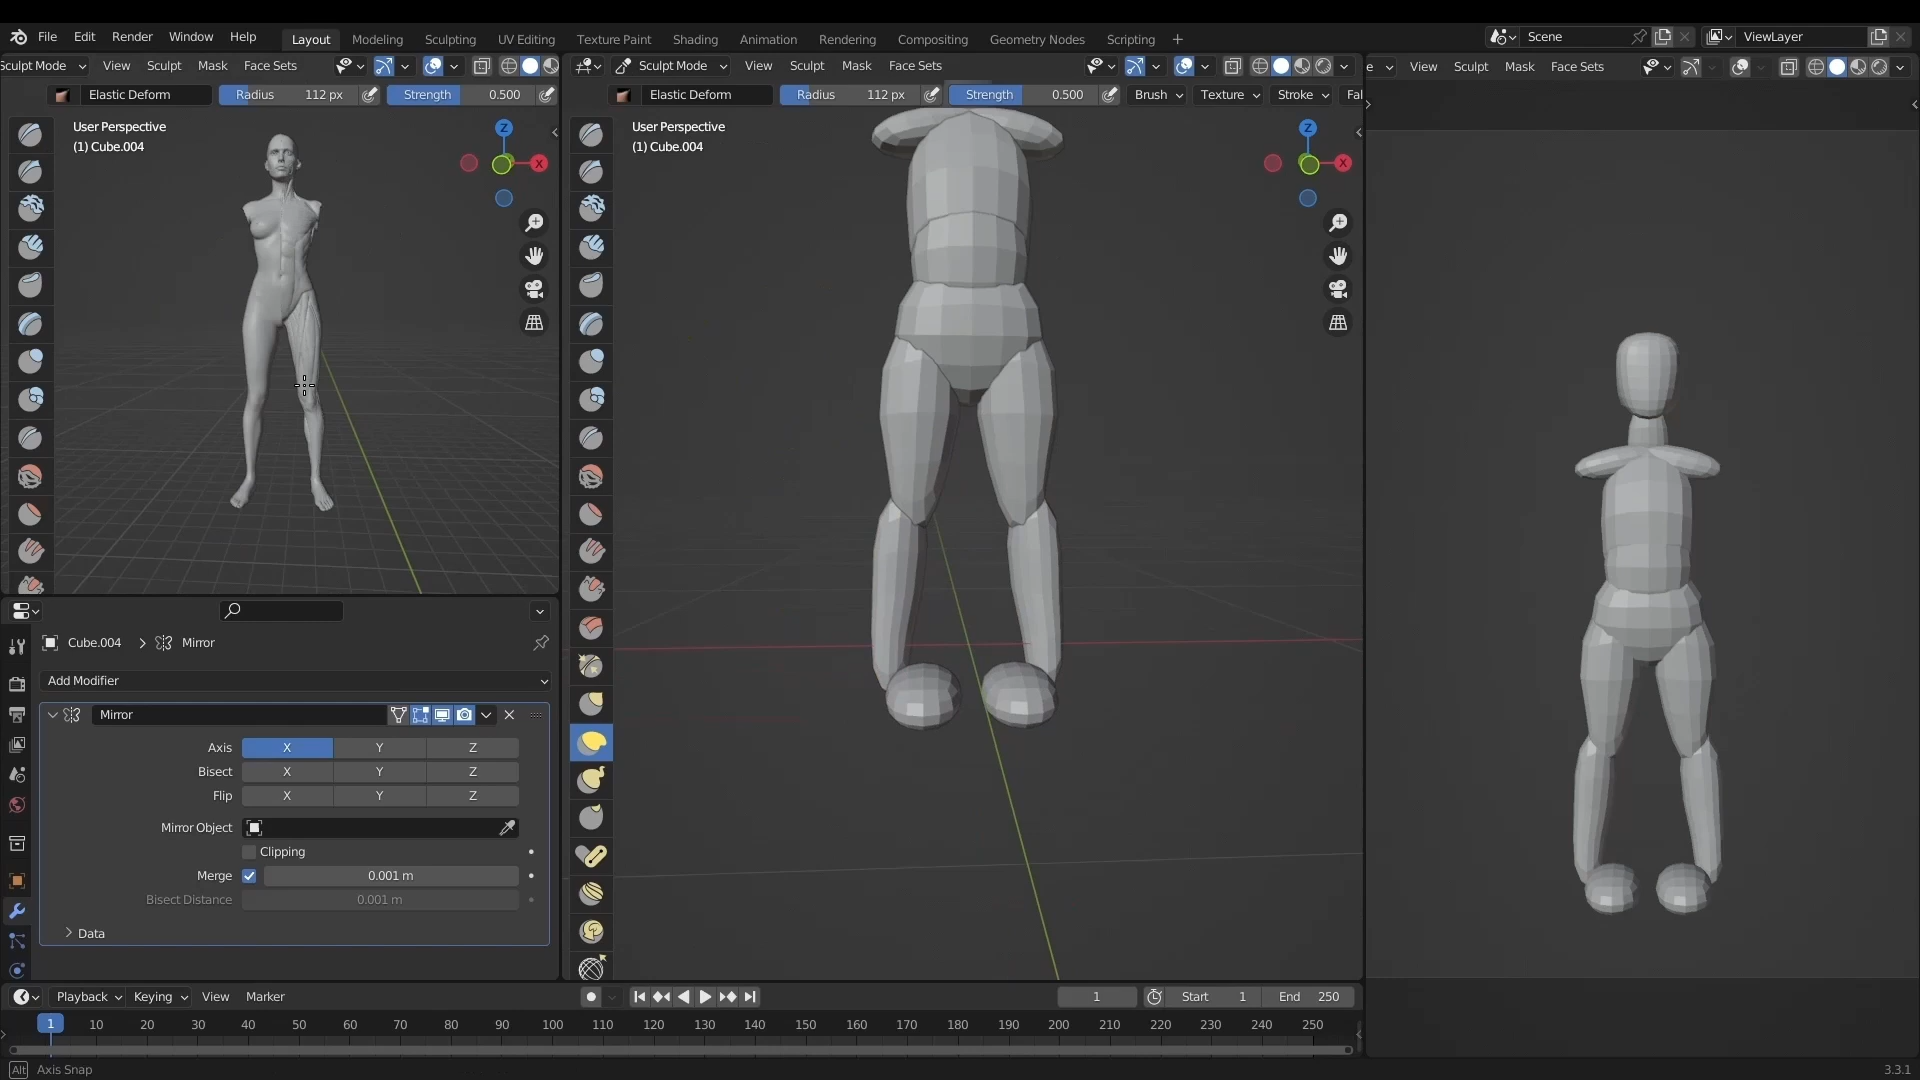 File Edit Render Window Help Layout Modeling Sculpting UV Editing Texture Paint Shading Animation Rendering Compositing Geometry Nodes Scripting + Scene ViewLayer
Sculpt Mode View Sculpt Mask Face Sets
Sculpt Mode View Sculpt Mask Face Sets
e View Sculpt Mask Face Sets
Elastic Deform Radius 112 px Strength 0.500
Elastic Deform Radius 112 px Strength 0.500 Brush Texture Stroke Fal
User Perspective
(1) Cube.004
Z
X
User Perspective
(1) Cube.004
Z
X
Cube.004 > Mirror
Add Modifier
Mirror
Axis X Y Z
Bisect X Y Z
Flip X Y Z
Mirror Object
Clipping
Merge 0.001 m
Bisect Distance 0.001 m
Data
Playback Keying View Marker 1 Start 1 End 250
1 10 20 30 40 50 60 70 80 90 100 110 120 130 140 150 160 170 180 190 200 210 220 230 240 250
Alt Axis Snap 3.3.1